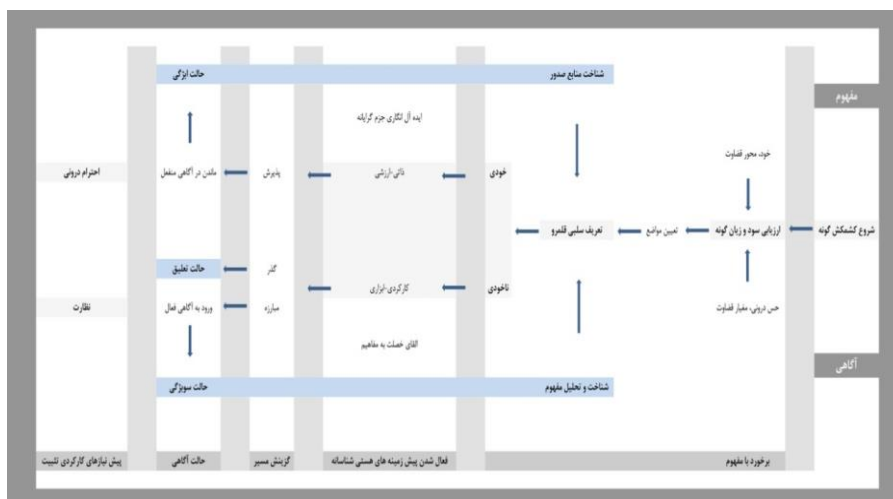 مفهوم
شناخت منابع صدور
حالت ابژگی
ایده آل انگاری جزم گرایانه
خود، محور قضاوت
خودی
ذاتی-ارزشی
پذیرش
ماندن در آگاهی منفعل
احترام درونی
شروع کشمکش گونه
ارزیابی سود و زیان گونه
تعیین مواضع
تعریف سلبی قلمرو
گذر
حالت تعلیق
ناخودی
کارکردی-ابزاری
مبارزه
ورود به آگاهی فعال
نظارت
حس درونی، معیار قضاوت
القای خصلت به مفاهیم
آگاهی
شناخت و تحلیل مفهوم
حالت سوبژگی
برخورد با مفهوم
فعال شدن پیش زمینه های هستی شناسانه
گزینش مسیر
حالت آگاهی
پیش نیازهای کارکردی تثبیت